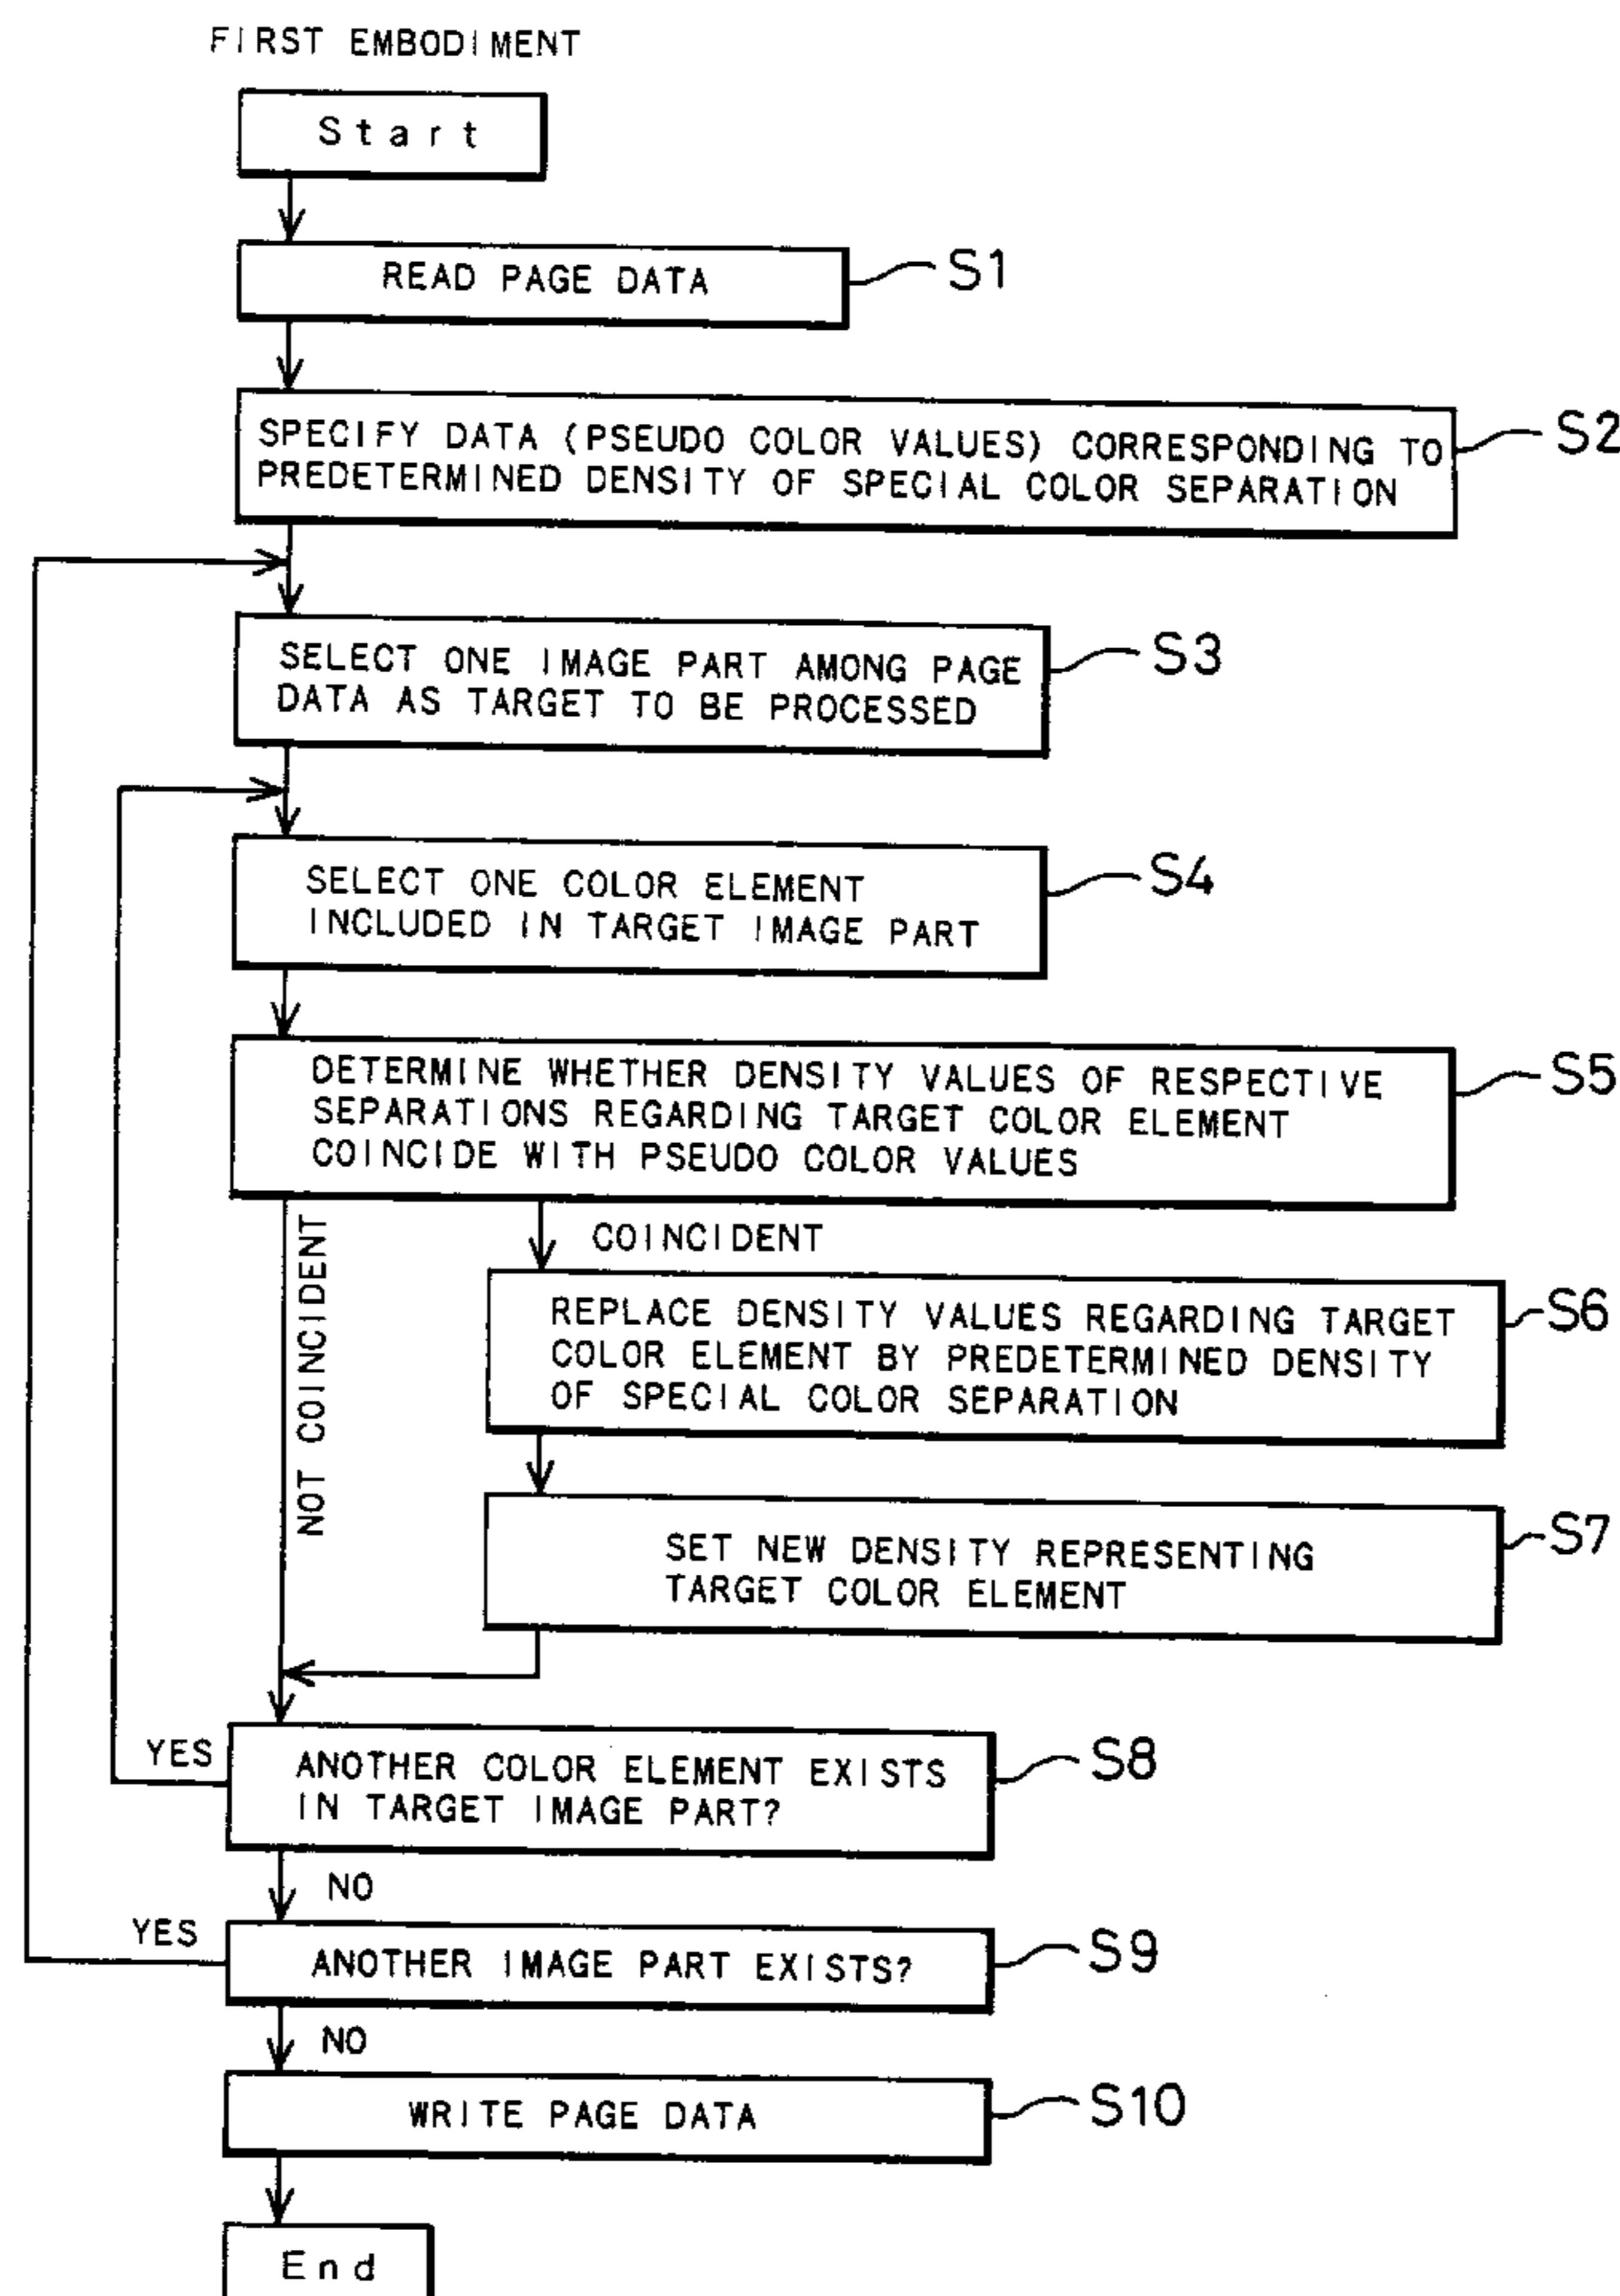 FIRST EMBODIMENT
Start
READ PAGE DATA
S1
SPECIFY DATA (PSEUDO COLOR VALUES) CORRESPONDING TO
PREDETERMINED DENSITY OF SPECIAL COLOR SEPARATION
S2
SELECT ONE IMAGE PART AMONG PAGE
DATA AS TARGET TO BE PROCESSED
S3
SELECT ONE COLOR ELEMENT
INCLUDED IN TARGET IMAGE PART
S4
DETERMINE WHETHER DENSITY VALUES OF RESPECTIVE
SEPARATIONS REGARDING TARGET COLOR ELEMENT
COINCIDE WITH PSEUDO COLOR VALUES
S5
NOT COINCIDENT
COINCIDENT
REPLACE DENSITY VALUES REGARDING TARGET
COLOR ELEMENT BY PREDETERMINED DENSITY
OF SPECIAL COLOR SEPARATION
S6
SET NEW DENSITY REPRESENTING
TARGET COLOR ELEMENT
S7
YES
ANOTHER COLOR ELEMENT EXISTS
IN TARGET IMAGE PART?
S8
NO
YES
ANOTHER IMAGE PART EXISTS?
S9
NO
WRITE PAGE DATA
S10
End